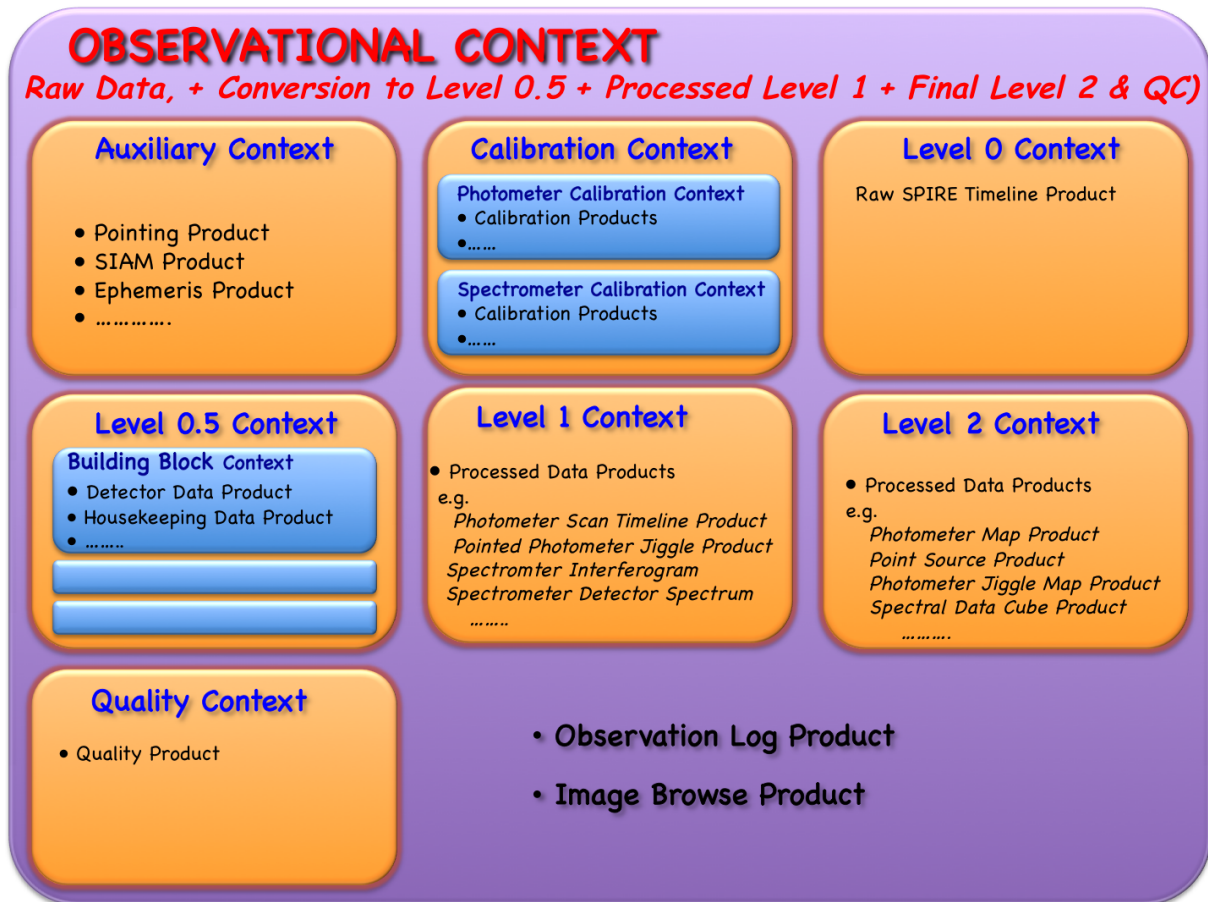 OBSERVATIONAL CONTEXT
Raw Data, + Conversion to Level 0.5 + Processed Level 1 + Final Level 2 & QC)
Auxiliary Context
• Pointing Product
• SIAM Product
• Ephemeris Product
• ………….
Calibration Context
Photometer Calibration Context
• Calibration Products
•……
Spectrometer Calibration Context
• Calibration Products
•……
Level 0 Context
Raw SPIRE Timeline Product
Level 0.5 Context
Building Block Context
• Detector Data Product
• Housekeeping Data Product
• ……..
Level 1 Context
• Processed Data Products
e.g.
Photometer Scan Timeline Product
Pointed Photometer Jiggle Product
Spectromter Interferogram
Spectrometer Detector Spectrum
……..
Level 2 Context
• Processed Data Products
e.g.
Photometer Map Product
Point Source Product
Photometer Jiggle Map Product
Spectral Data Cube Product
……….
Quality Context
• Quality Product
• Observation Log Product
• Image Browse Product